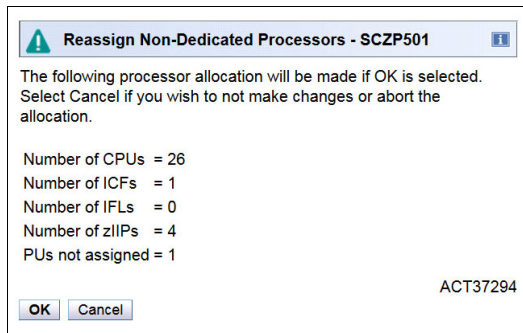 Reassign Non-Dedicated Processors - SCZP501
The following processor allocation will be made if OK is selected.
Select Cancel if you wish to not make changes or abort the
allocation.
Number of CPUs = 26
Number of ICFs = 1
Number of IFLs = 0
Number of zIIPs = 4
PUs not assigned = 1
ACT37294
OK Cancel